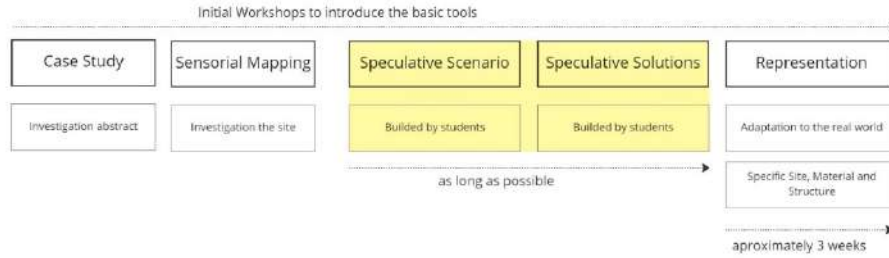 Initial Workshops to introduce the basic tools
Case Study
Sensorial Mapping
Speculative Scenario
Speculative Solutions
Representation
Investigation abstract
Investigation the site
Builded by students
Builded by students
Adaptation to the real world
as long as possible
Specific Site, Material and
Structure
aproximately 3 weeks